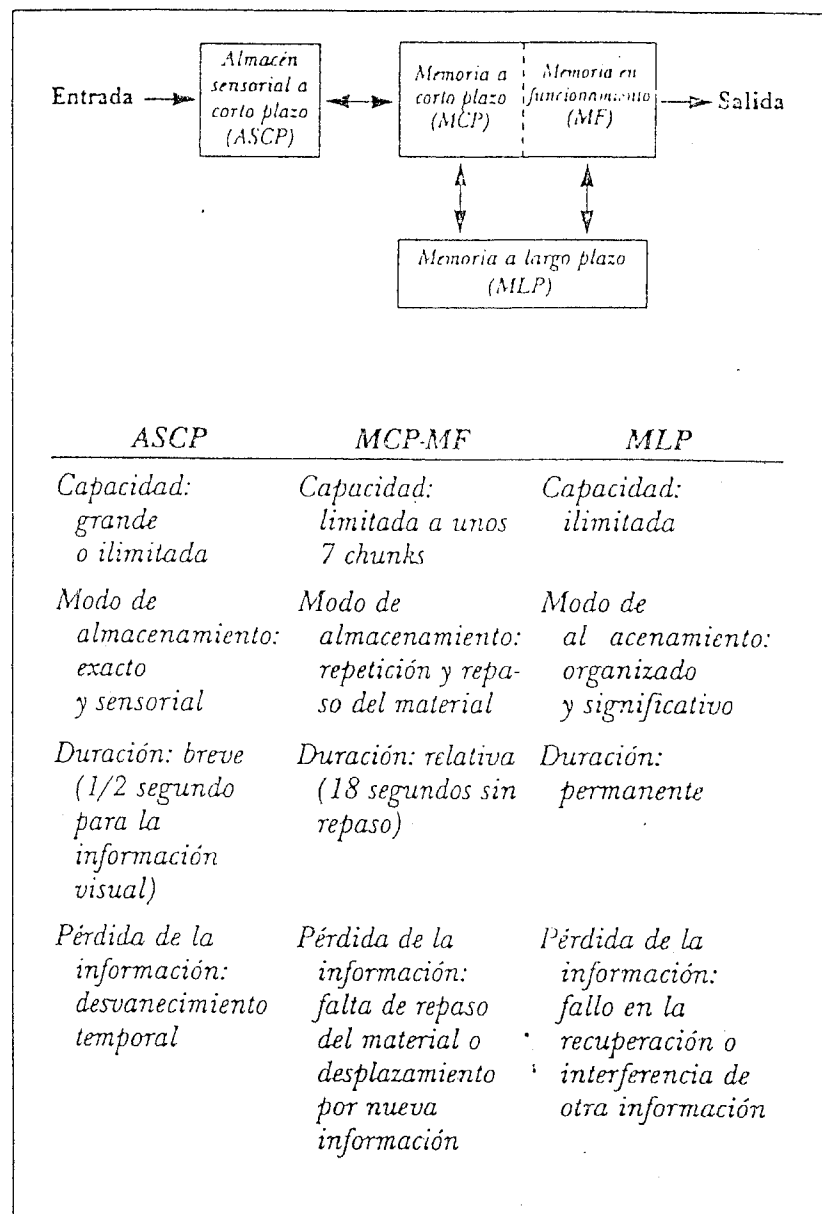 Entrada
Almacén
sensorial a
corto plazo
(ASCP)
Memoria a
corto plazo
(MCP)
Memoria en
funcionamiento
(MF)
Salida
Memoria a largo plazo
(MLP)
ASCP
MCP-MF
MLP
Capacidad:
grande
o ilimitada
Capacidad:
limitada a unos
7 chunks
Capacidad:
ilimitada
Modo de
almacenamiento:
exacto
y sensorial
Modo de
almacenamiento:
repetición y repa-
so del material
Modo de
al acenamiento:
organizado
y significativo
Duración: breve
(1/2 segundo
para la
información
visual)
Duración: relativa
(18 segundos sin
repaso)
Duración:
permanente
Pérdida de la
información:
desvanecimiento
temporal
Pérdida de la
información:
falta de repaso
del material o
desplazamiento
por nueva
información
Pérdida de la
información:
fallo en la
recuperación o
interferencia de
otra información